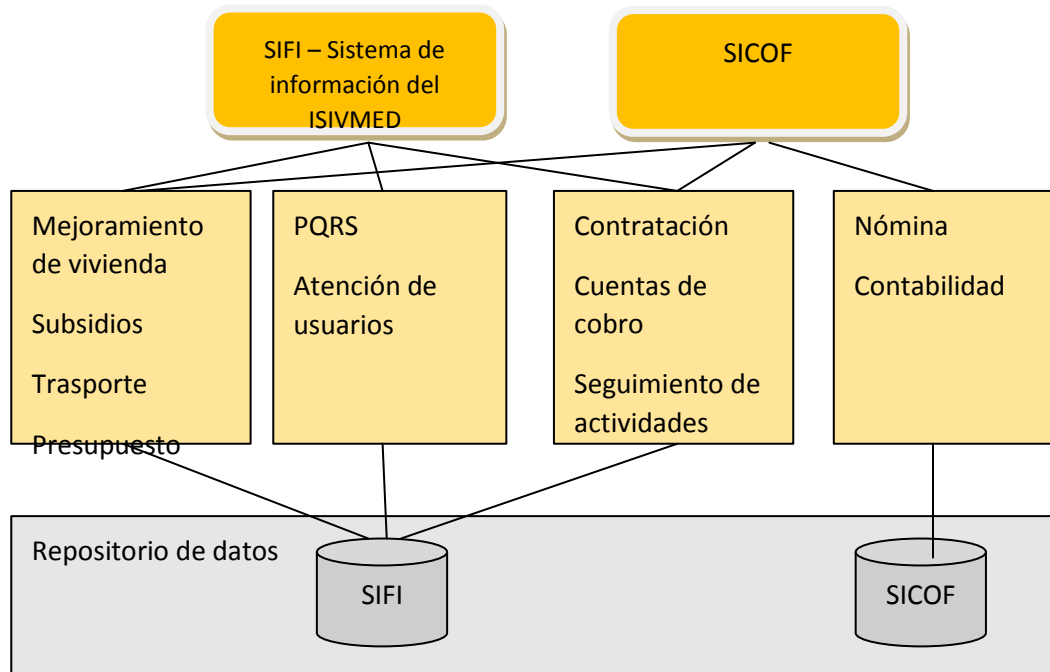 SIFI – Sistema de
información del
ISIVMED
SICOF
Mejoramiento
de vivienda
Subsidios
Trasporte
Presupuesto
PQRS
Atención de
usuarios
Contratación
Cuentas de
cobro
Seguimiento de
actividades
Nómina
Contabilidad
Repositorio de datos
SIFI
SICOF